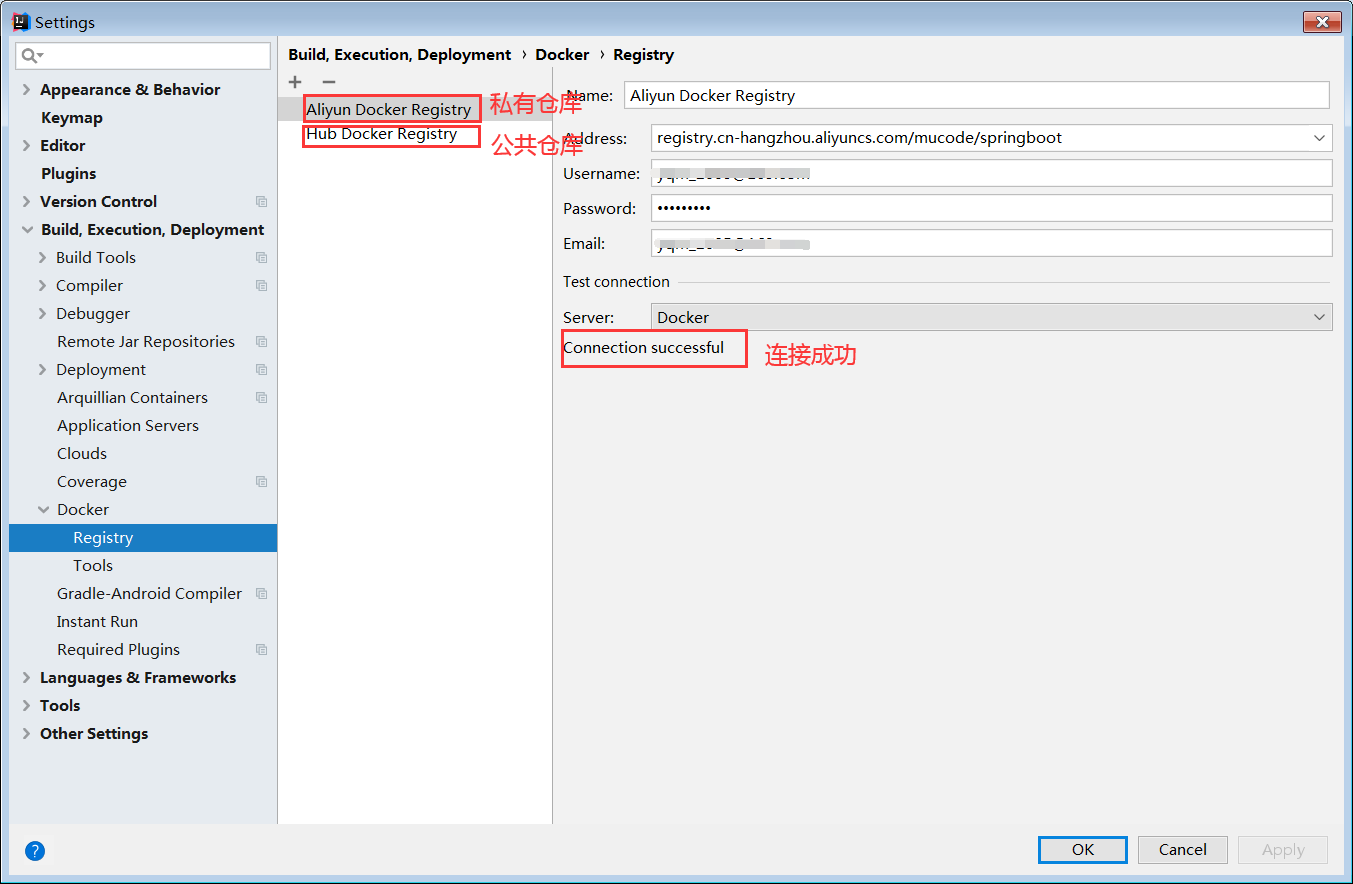 Settings
Build, Execution, Deployment › Docker › Registry
Appearance & Behavior
Keymap
Editor
Plugins
Version Control
Build, Execution, Deployment
Build Tools
Compiler
Debugger
Remote Jar Repositories
Deployment
Arquillian Containers
Application Servers
Clouds
Coverage
Docker
Registry
Tools
Gradle-Android Compiler
Instant Run
Required Plugins
Languages & Frameworks
Tools
Other Settings
Aliyun Docker Registry 私有仓库
Hub Docker Registry 公共仓库
Name: Aliyun Docker Registry
Address: registry.cn-hangzhou.aliyuncs.com/mucode/springboot
Username:
Password: •••••••••
Email:
Test connection
Server: Docker
Connection successful 连接成功
?
OK Cancel Apply